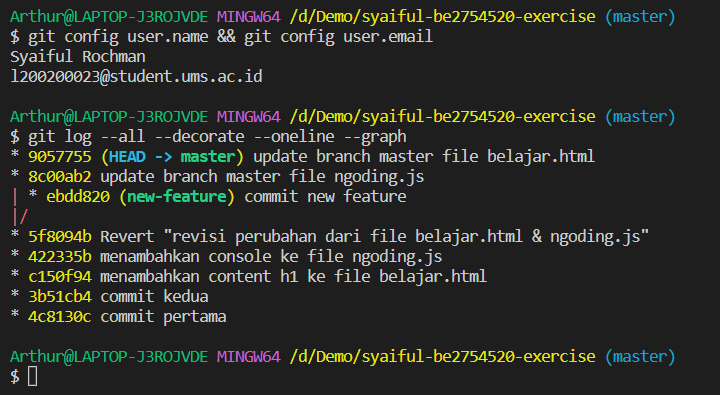 Arthur@LAPTOP-J3ROJVDE MINGW64 /d/Demo/syaiful-be2754520-exercise (master)
$ git config user.name && git config user.email
Syaiful Rochman
l200200023@student.ums.ac.id
Arthur@LAPTOP-J3ROJVDE MINGW64 /d/Demo/syaiful-be2754520-exercise (master)
$ git log --all --decorate --oneline --graph
* 9057755 (HEAD -> master) update branch master file belajar.html
* 8c00ab2 update branch master file ngoding.js
| * ebdd820 (new-feature) commit new feature
|/
* 5f8094b Revert "revisi perubahan dari file belajar.html & ngoding.js"
* 422335b menambahkan console ke file ngoding.js
* c150f94 menambahkan content h1 ke file belajar.html
* 3b51cb4 commit kedua
* 4c8130c commit pertama
Arthur@LAPTOP-J3ROJVDE MINGW64 /d/Demo/syaiful-be2754520-exercise (master)
$